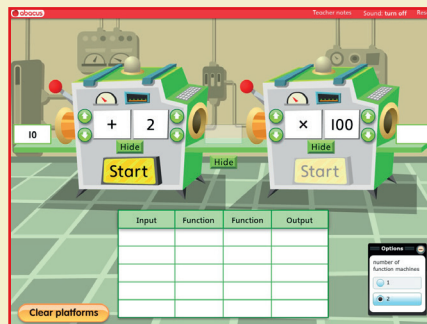 abacus
Teacher notes Sound: turn off
10
+ 2
Hide
Start
× 100
Hide
Start
Hide
Input Function Function Output
Options
number of
function machines
1
2
Clear platforms